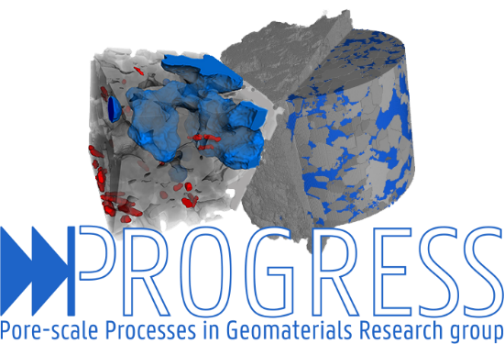 PROGRESS
Pore-scale Processes in Geomaterials Research group